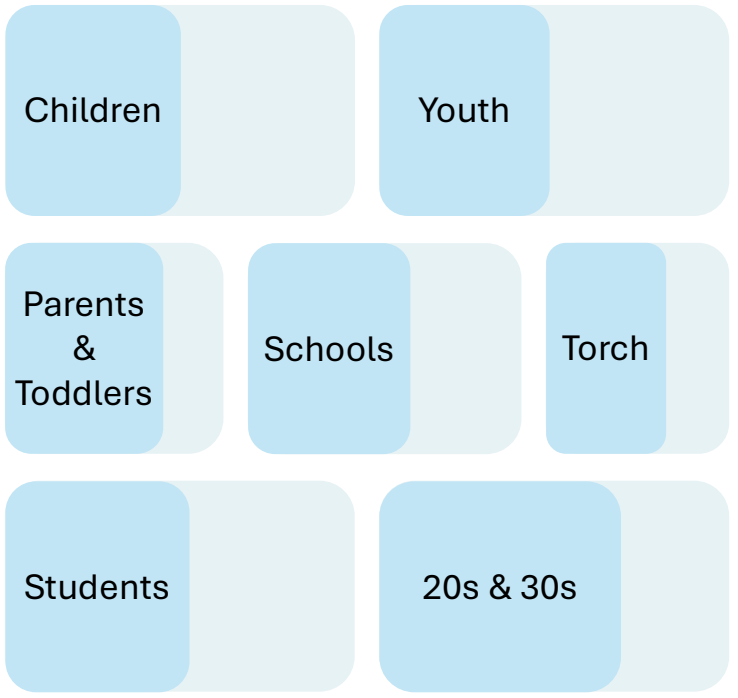 Children
Youth
Parents
&
Toddlers
Schools
Torch
Students
20s & 30s